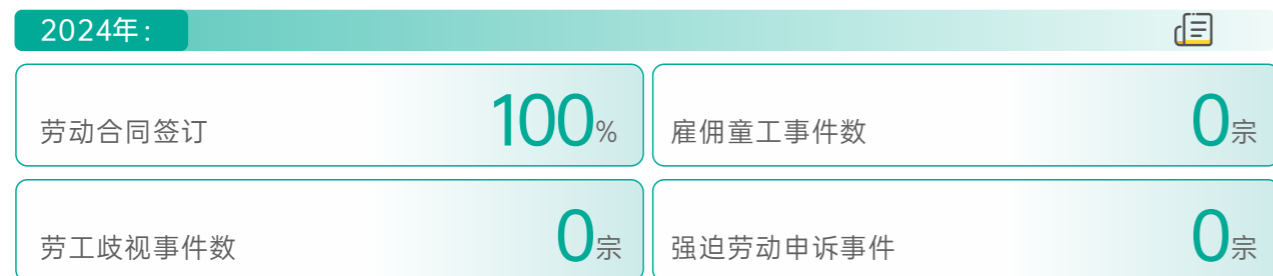 2024年：
劳动合同签订 100%
雇佣童工事件数 0宗
劳工歧视事件数 0宗
强迫劳动申诉事件 0宗